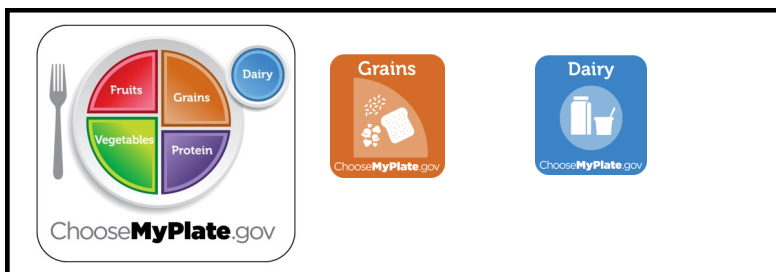 Fruits
Grains
Dairy
Vegetables
Protein
ChooseMyPlate.gov
Grains
ChooseMyPlate.gov
Dairy
ChooseMyPlate.gov